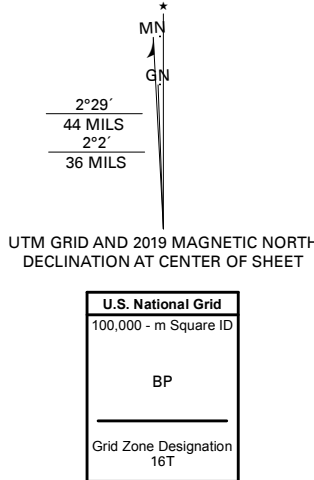 ★
MN
GN
2°29´
44 MILS
2°2´
36 MILS
UTM GRID AND 2019 MAGNETIC NORTH
DECLINATION AT CENTER OF SHEET
U.S. National Grid
100,000 - m Square ID
BP
Grid Zone Designation
16T